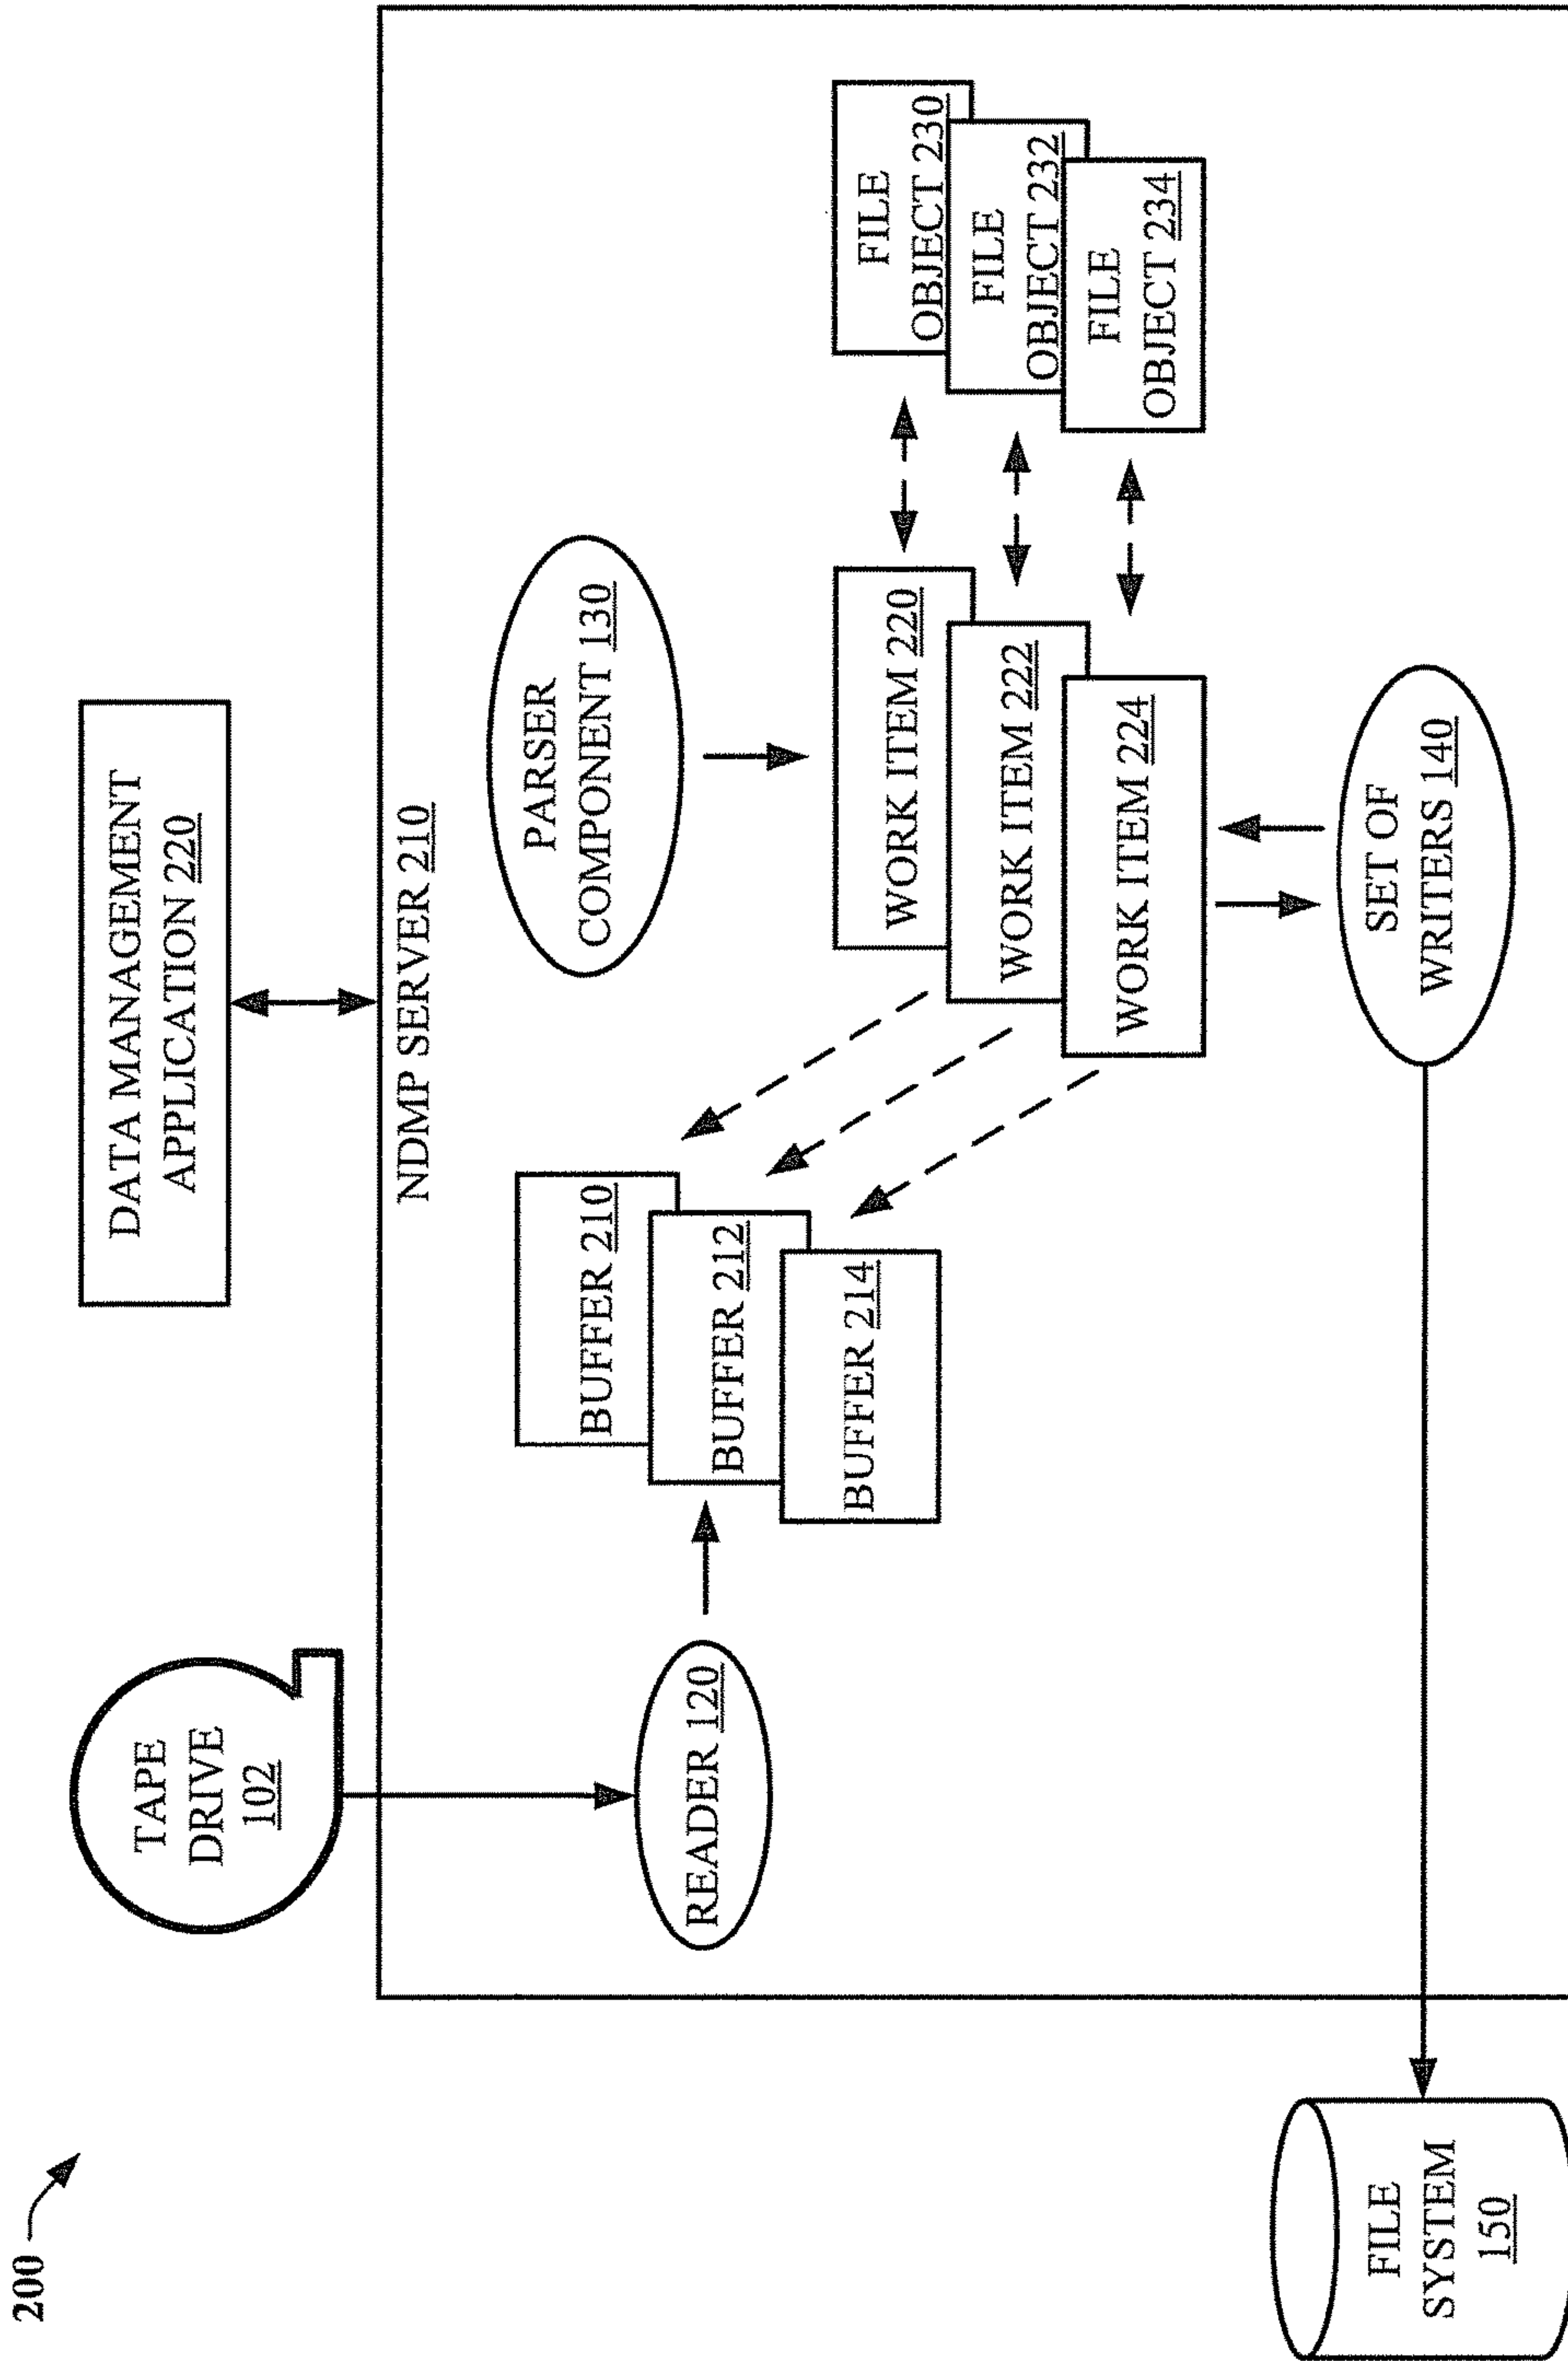 200
TAPE
DRIVE
102
DATA MANAGEMENT
APPLICATION 220
NDMP SERVER 210
READER 120
BUFFER 210
BUFFER 212
BUFFER 214
PARSER
COMPONENT 130
WORK ITEM 220
WORK ITEM 222
WORK ITEM 224
FILE
OBJECT 230
FILE
OBJECT 232
FILE
OBJECT 234
SET OF
WRITERS 140
FILE
SYSTEM
150